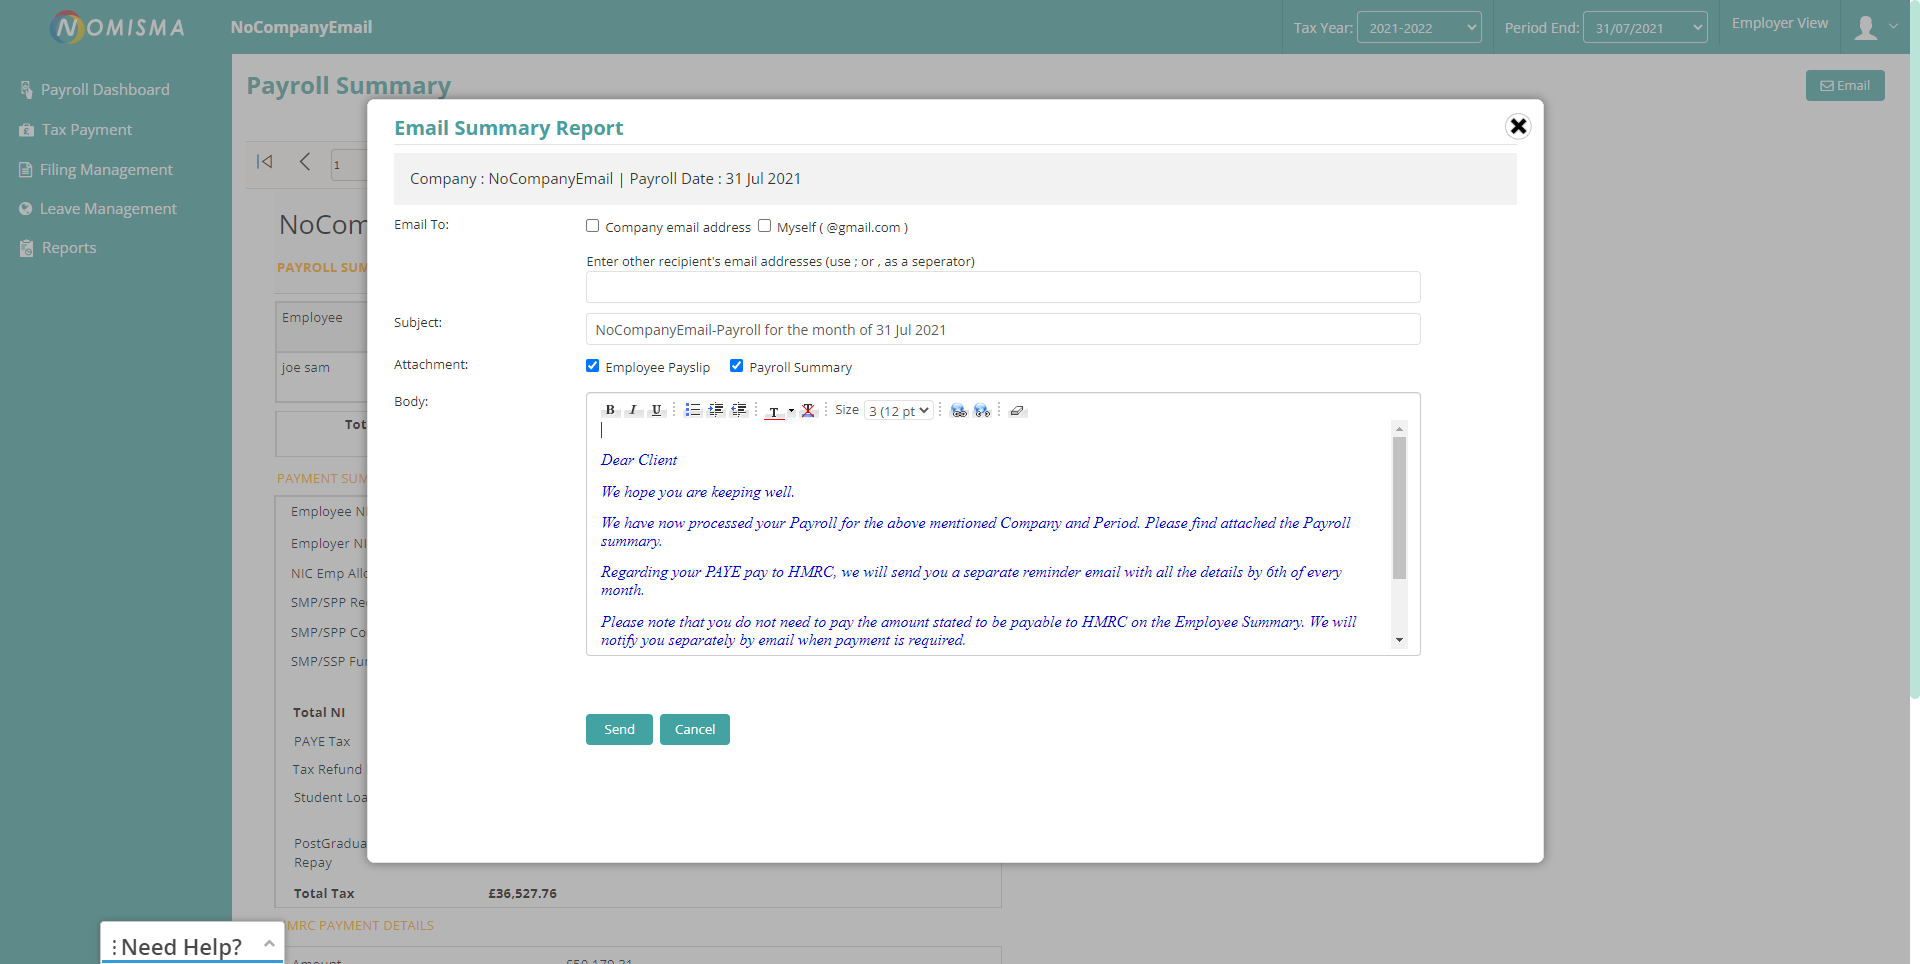 NOMISMA
NoCompanyEmail
Tax Year: 2021-2022
Period End: 31/07/2021
Employer View
Payroll Dashboard
Tax Payment
Filing Management
Leave Management
Reports
Payroll Summary
Email
1
NoCom
PAYROLL SUM
Employee
joe sam
Tot
PAYMENT SUM
Employee NI
Employer NI
NIC Emp Allo
SMP/SPP Re
SMP/SPP Co
SMP/SSP Fu
Total NI
PAYE Tax
Tax Refund
Student Loa
PostGradua
Repay
Total Tax £36,527.76
MRC PAYMENT DETAILS
Amount
Need Help?
Email Summary Report
Company : NoCompanyEmail | Payroll Date : 31 Jul 2021
Email To:
Company email address Myself ( @gmail.com )
Enter other recipient's email addresses (use ; or , as a seperator)
Subject:
NoCompanyEmail-Payroll for the month of 31 Jul 2021
Attachment:
Employee Payslip Payroll Summary
Body:
B I U T T Size 3 (12 pt
Dear Client
We hope you are keeping well.
We have now processed your Payroll for the above mentioned Company and Period. Please find attached the Payroll
summary.
Regarding your PAYE pay to HMRC, we will send you a separate reminder email with all the details by 6th of every
month.
Please note that you do not need to pay the amount stated to be payable to HMRC on the Employee Summary. We will
notify you separately by email when payment is required.
Send Cancel